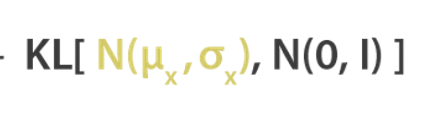 - KL[ N(μₓ, σₓ), N(0, I) ]